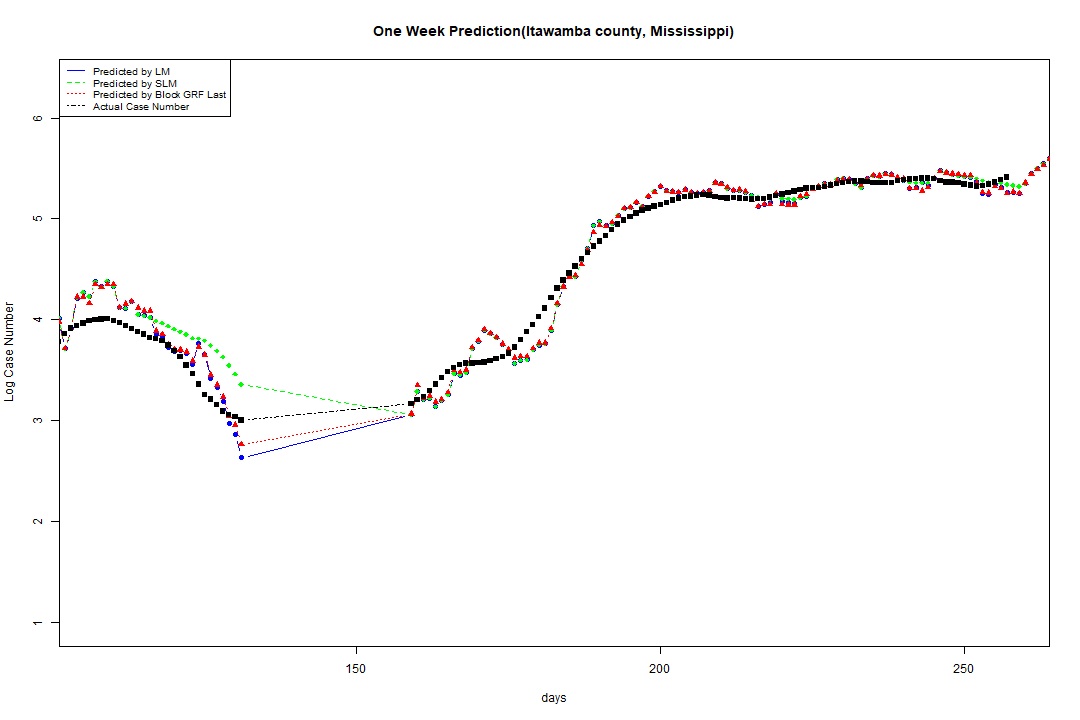 One Week Prediction(Itawamba county, Mississippi)
Predicted by LM
Predicted by SLM
Predicted by Block GRF Last
Actual Case Number
Log Case Number
6
5
4
3
2
1
150
200
250
days